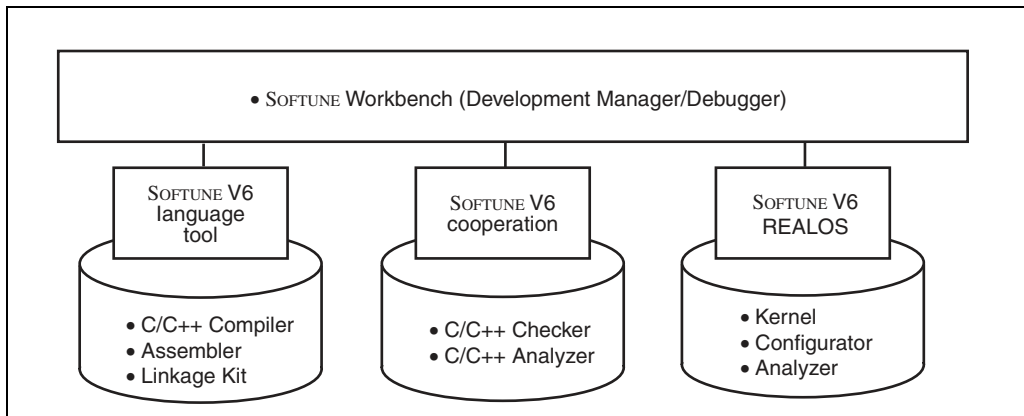 • SOFTUNE Workbench (Development Manager/Debugger)
SOFTUNE V6
language
tool
• C/C++ Compiler
• Assembler
• Linkage Kit
SOFTUNE V6
cooperation
• C/C++ Checker
• C/C++ Analyzer
SOFTUNE V6
REALOS
• Kernel
• Configurator
• Analyzer